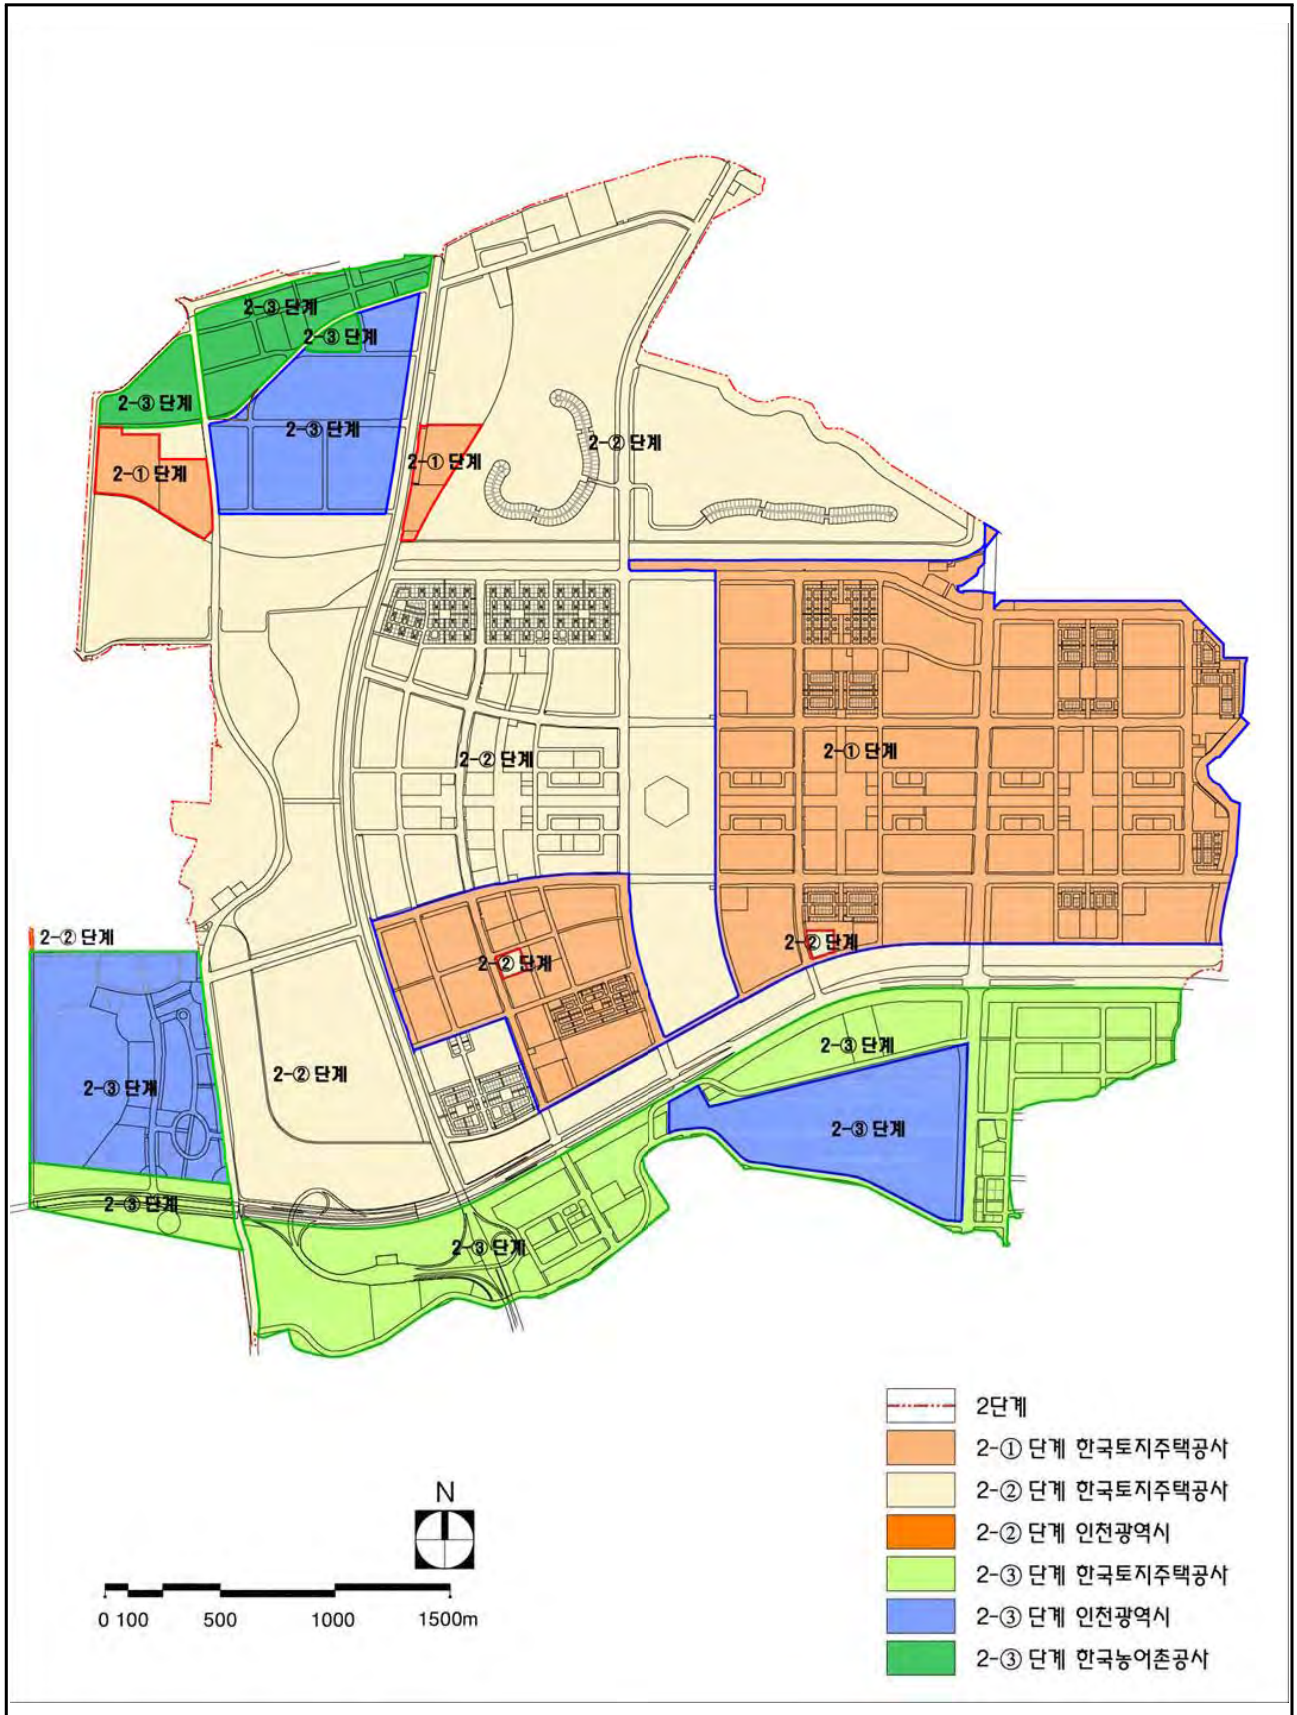 2-③ 단계
2-③ 단계
2-③ 단계
2-③ 단계
2-② 단계
2-① 단계
2-① 단계
2-② 단계
2-① 단계
2-② 단계
2-② 단계
2-② 단계
2-③ 단계
2-② 단계
2-③ 단계
2-③ 단계
2-③ 단계
2-③ 단계
2단계
2-① 단계 한국토지주택공사
2-② 단계 한국토지주택공사
2-② 단계 인천광역시
2-③ 단계 한국토지주택공사
2-③ 단계 인천광역시
2-③ 단계 한국농어촌공사
N
0 100 500 1000 1500m